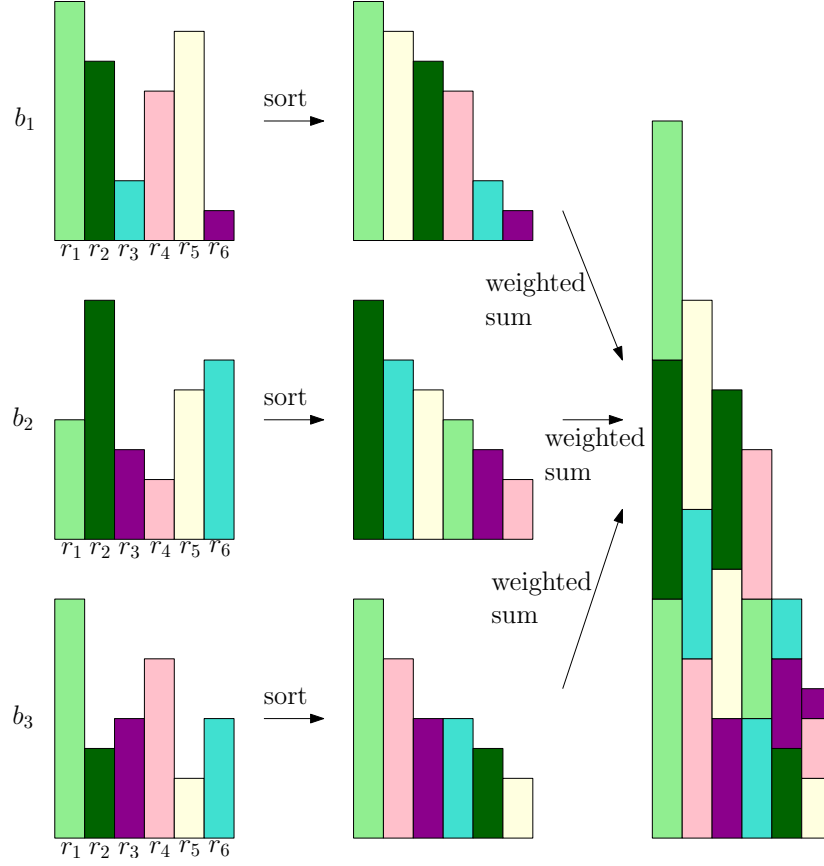 sort
b₁
r₁ r₂ r₃ r₄ r₅ r₆
weighted
sum
sort
b₂
weighted
sum
r₁ r₂ r₃ r₄ r₅ r₆
weighted
sum
sort
b₃
r₁ r₂ r₃ r₄ r₅ r₆